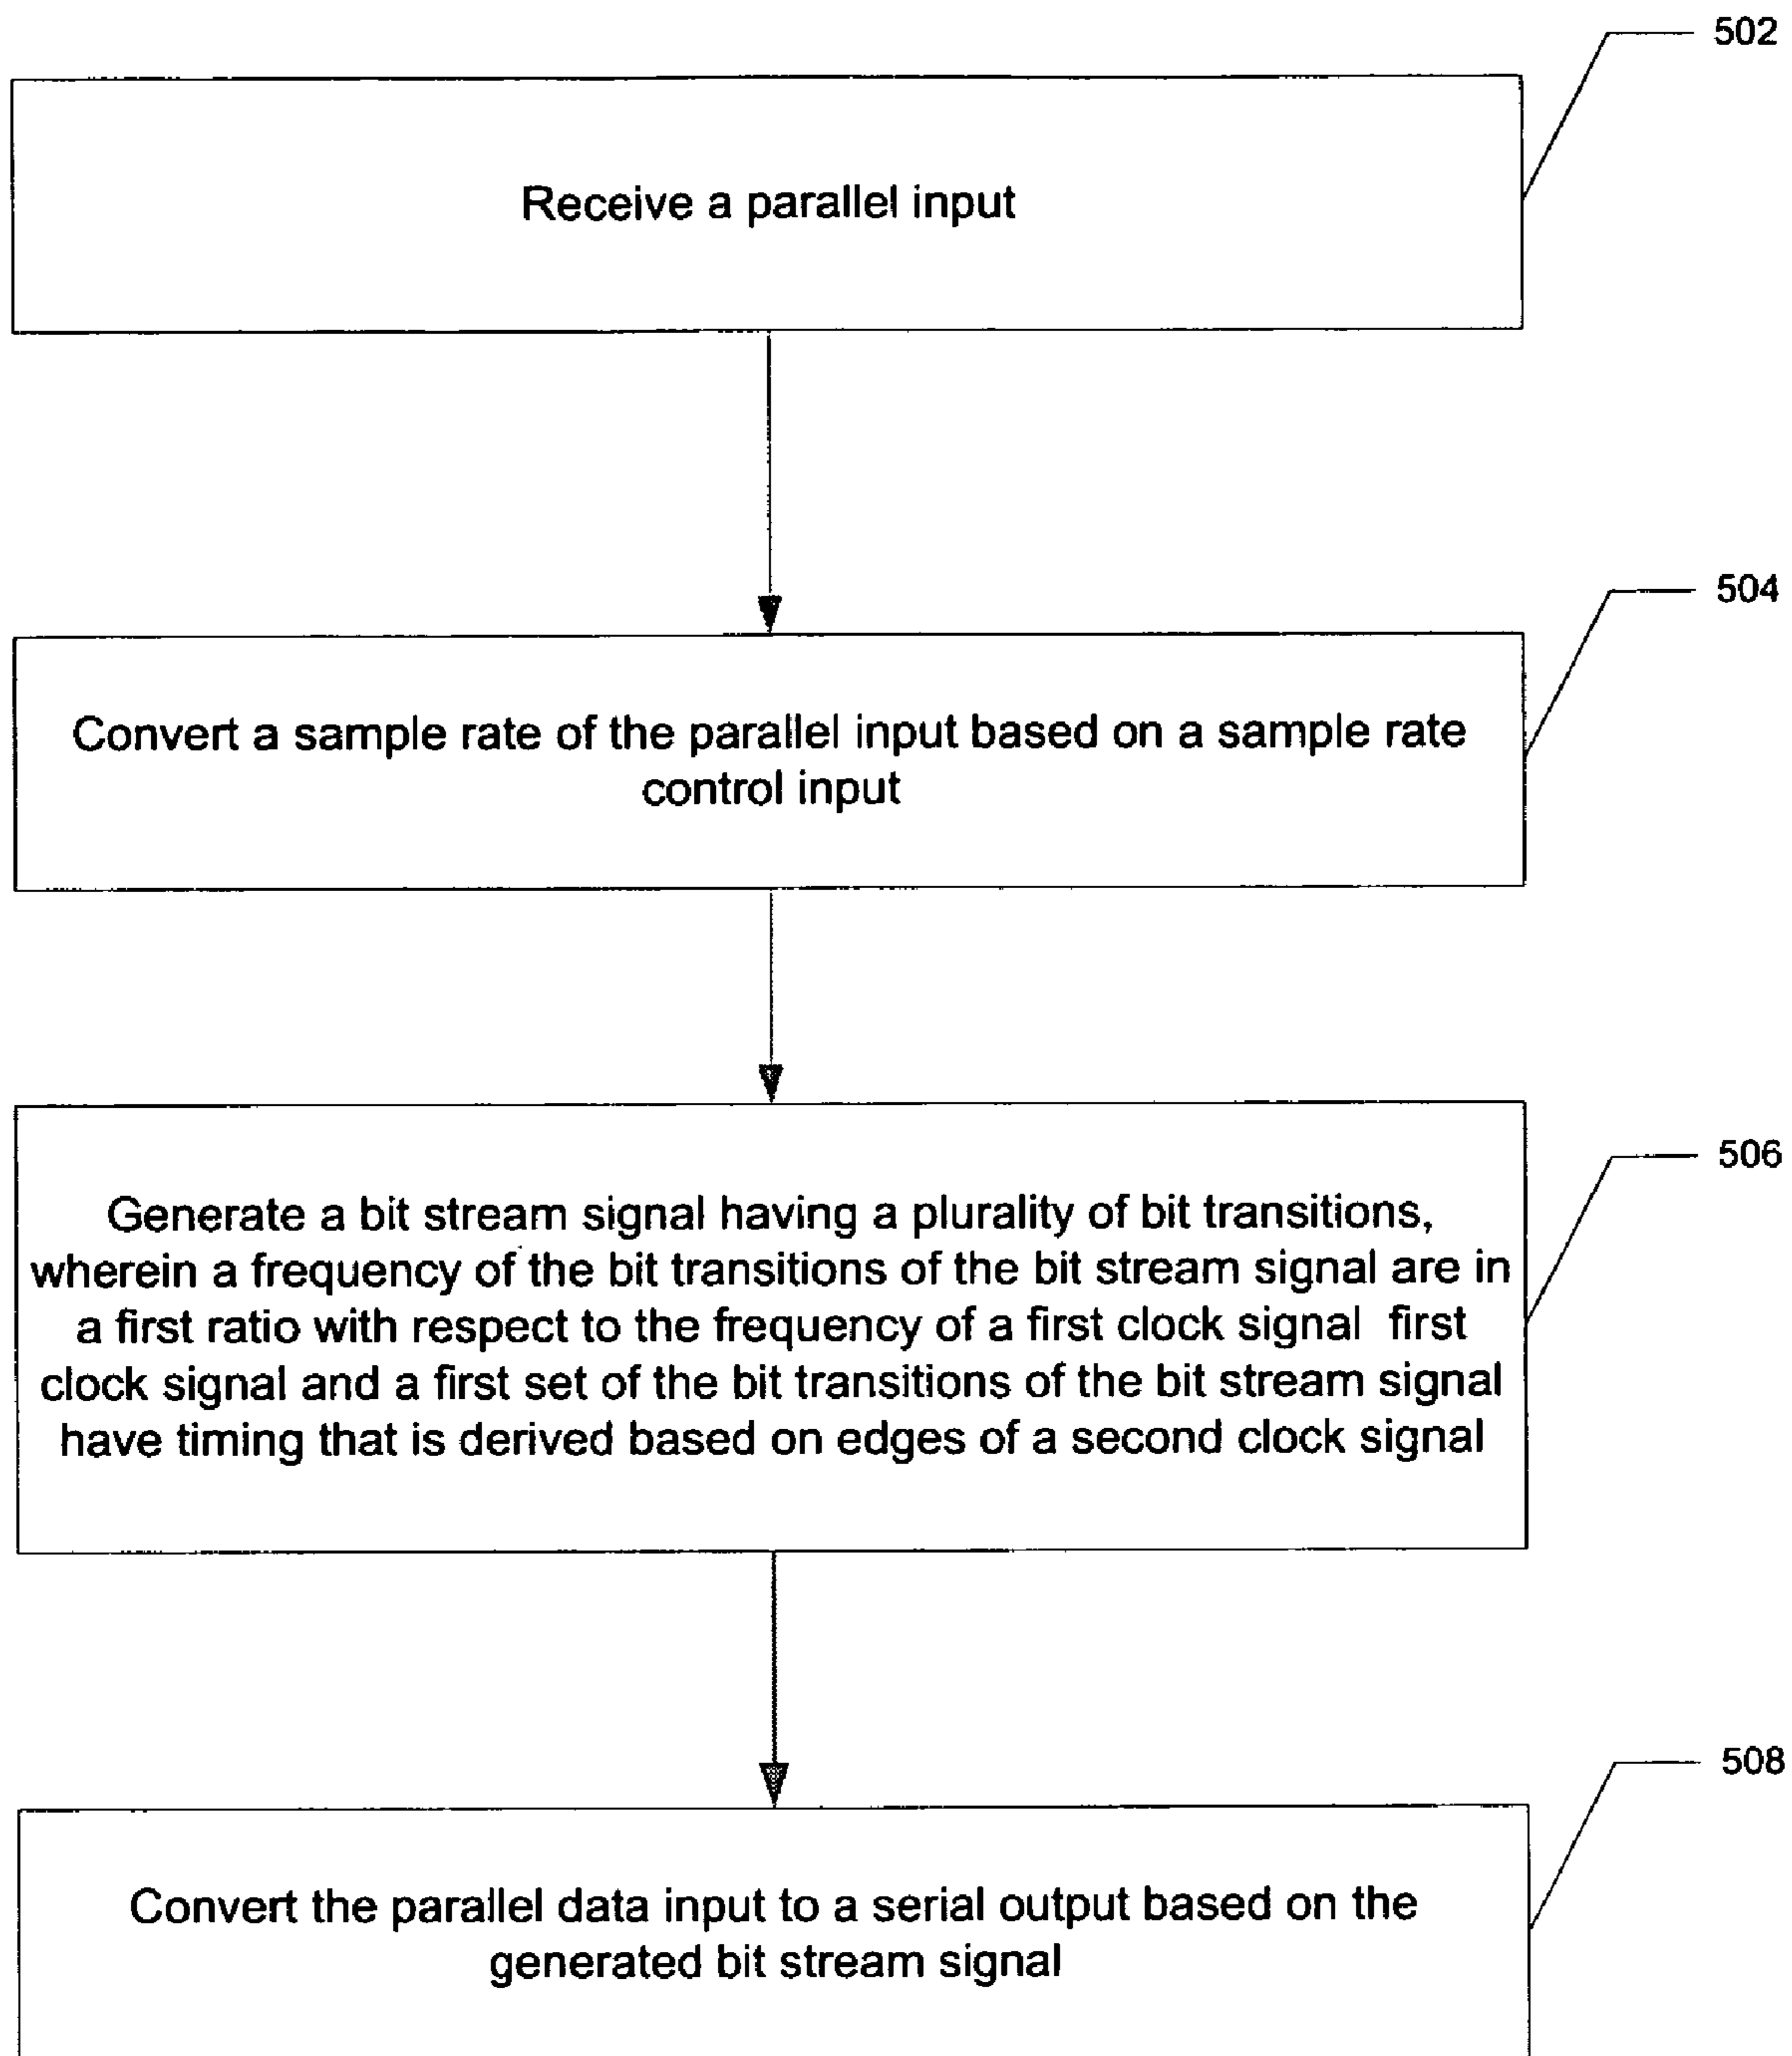 502
Receive a parallel input
504
Convert a sample rate of the parallel input based on a sample rate
control input
506
Generate a bit stream signal having a plurality of bit transitions,
wherein a frequency of the bit transitions of the bit stream signal are in
a first ratio with respect to the frequency of a first clock signal  first
clock signal and a first set of the bit transitions of the bit stream signal
have timing that is derived based on edges of a second clock signal
508
Convert the parallel data input to a serial output based on the
generated bit stream signal